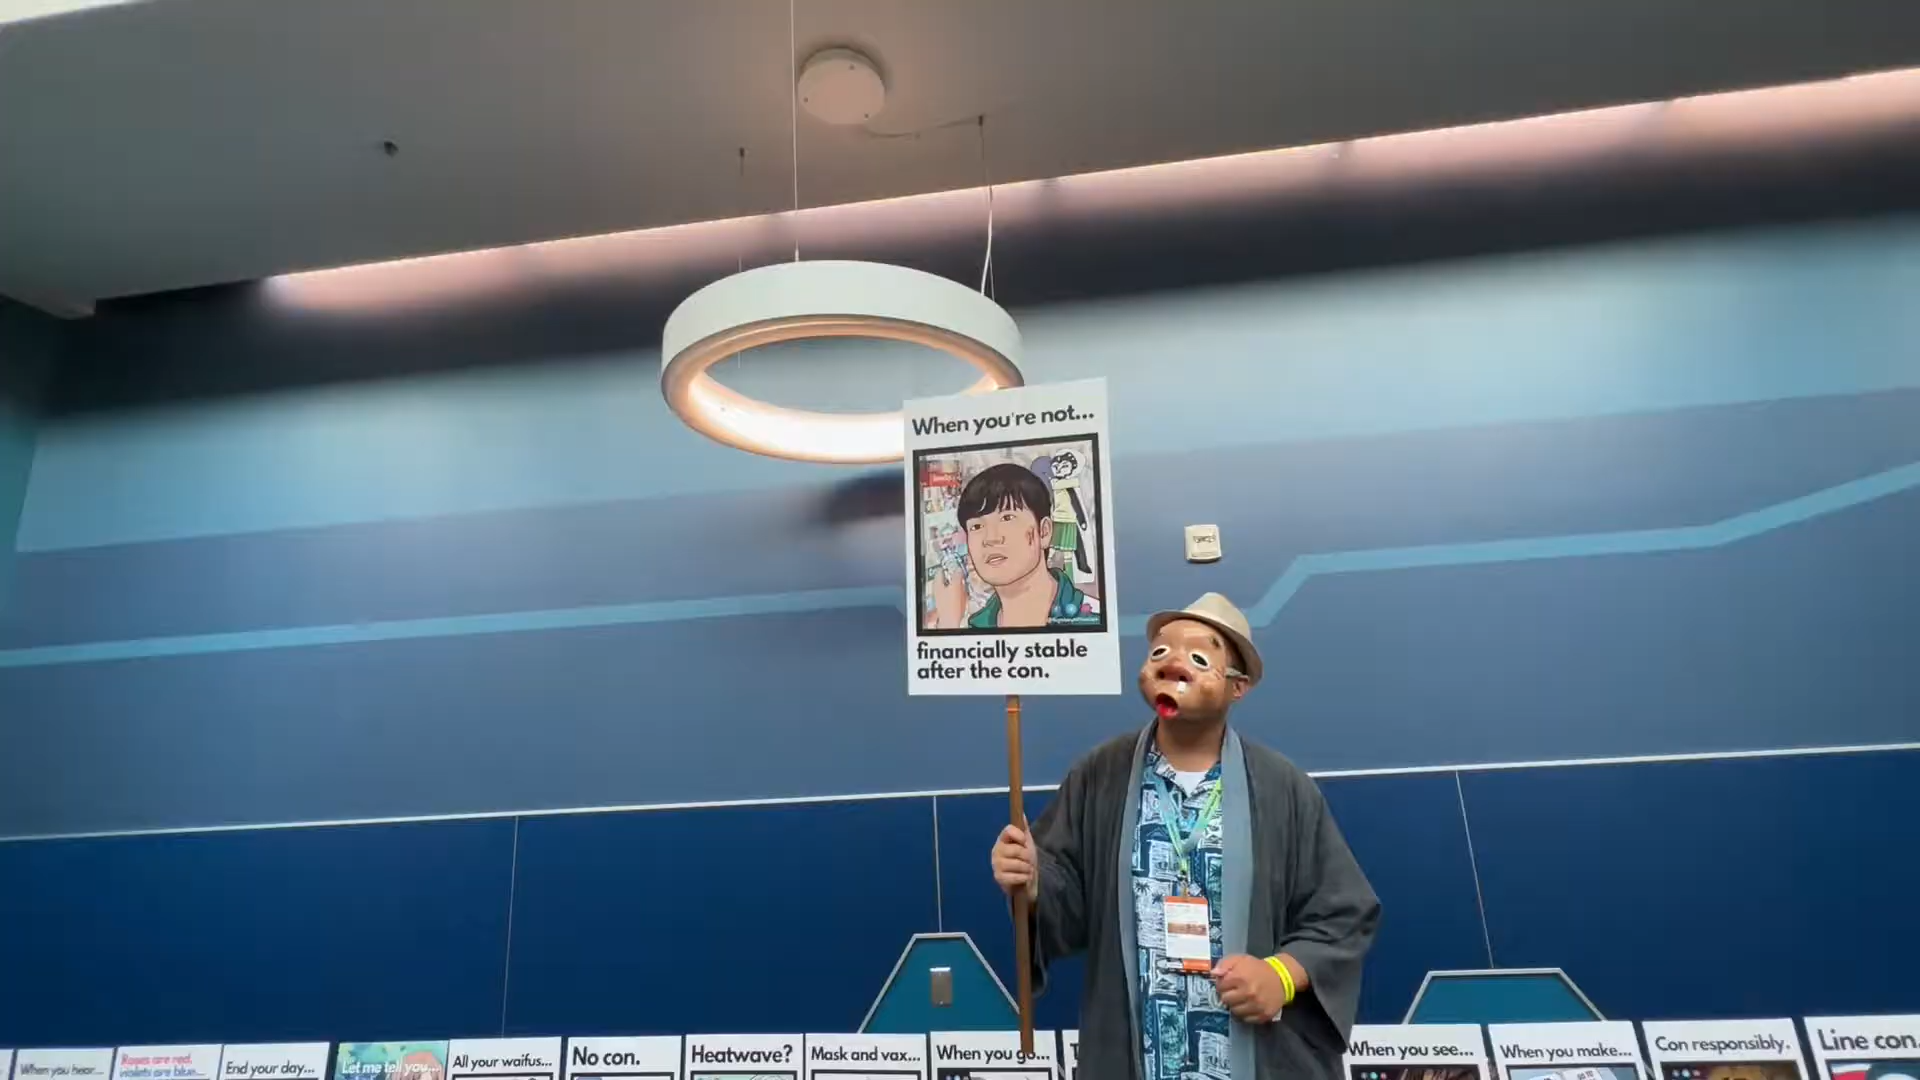 When you're not...
financially stable
after the con.
When you hear...
Roses are red,
violets are blue...
End your day...
Let me tell you...
All your waifus...
No con.
Heatwave?
Mask and vax...
When you go...
When you see...
When you make...
Con responsibly.
Line con.